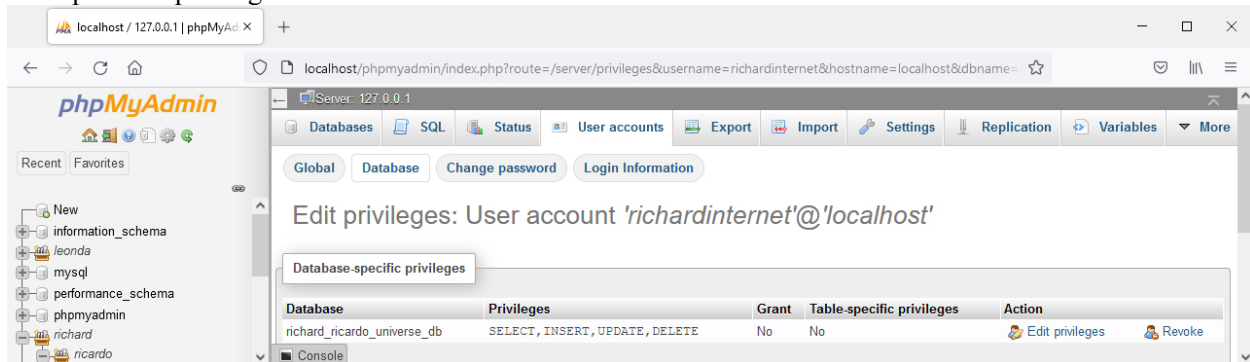 localhost / 127.0.0.1 | phpMyAd
localhost/phpmyadmin/index.php?route=/server/privileges&username=richardinternet&hostname=localhost&dbname=
phpMyAdmin
Recent Favorites
New
information_schema
leonda
mysql
performance_schema
phpmyadmin
richard
ricardo
Server: 127.0.0.1
Databases SQL Status User accounts Export Import Settings Replication Variables More
Global Database Change password Login Information
Edit privileges: User account 'richardinternet'@'localhost'
Database-specific privileges
Database Privileges Grant Table-specific privileges Action
richard_ricardo_universe_db SELECT,INSERT,UPDATE,DELETE No No Edit privileges Revoke
Console